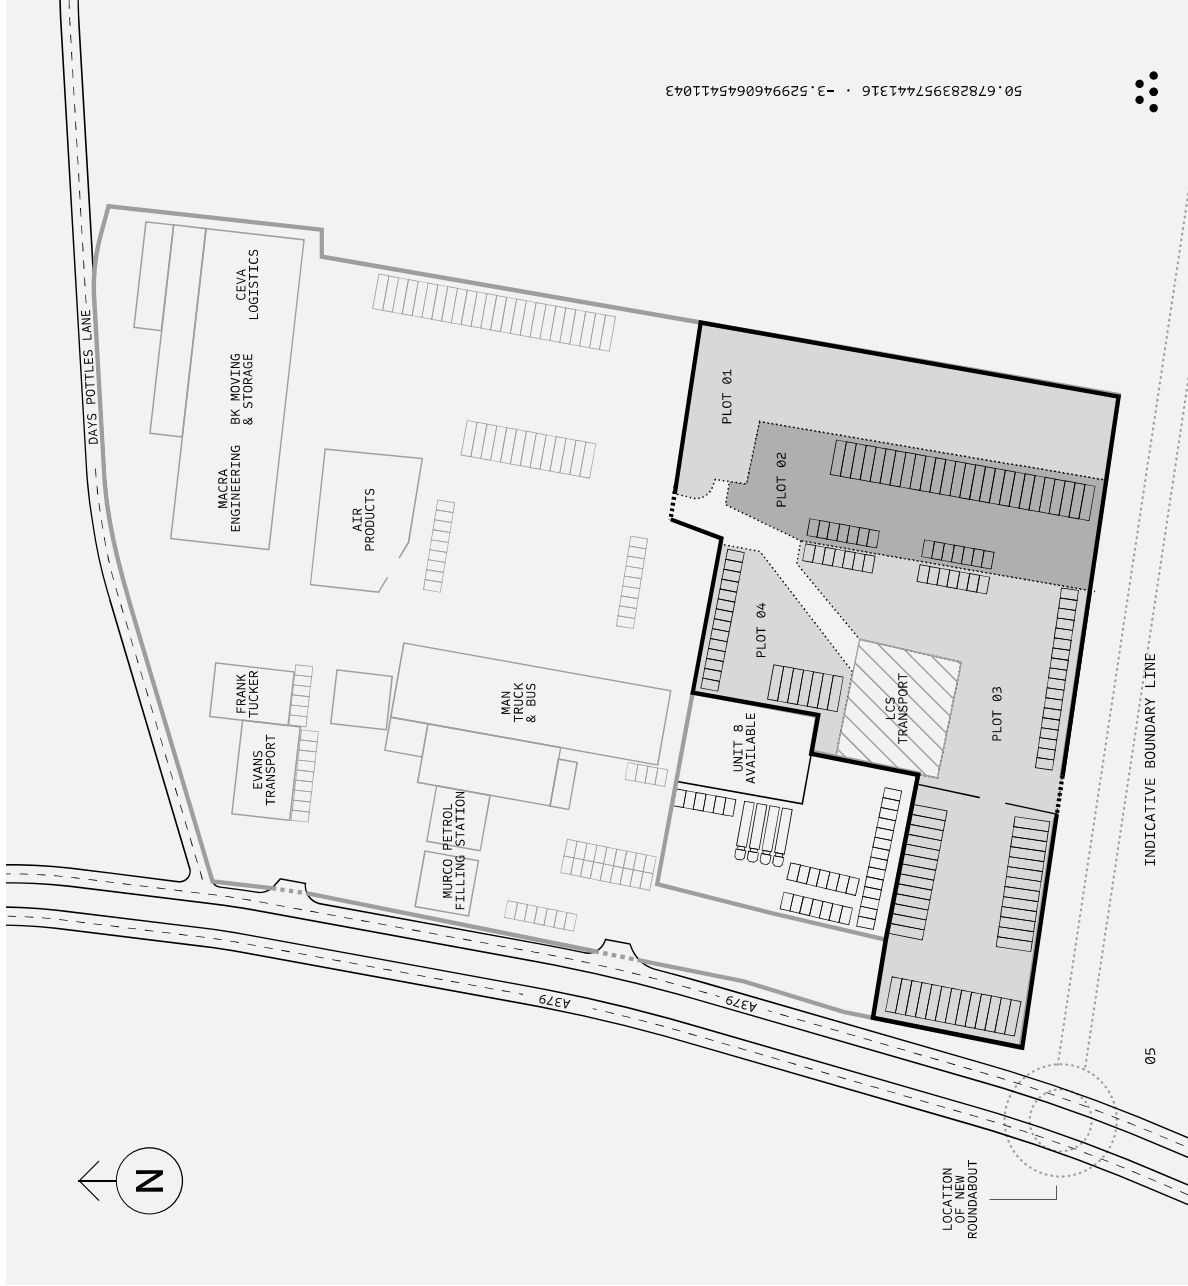 50.678283957441316 · -3.5299460645411043
DAYS POTTLES LANE
CEVA
LOGISTICS
BK MOVING
& STORAGE
MACRA
ENGINEERING
AIR
PRODUCTS
FRANK
TUCKER
EVANS
TRANSPORT
MAN
TRUCK
& BUS
MURCO PETROL
FILLING STATION
PLOT 01
PLOT 02
PLOT 04
PLOT 03
LCS
TRANSPORT
UNIT 8
AVAILABLE
A379
A379
INDICATIVE BOUNDARY LINE
05
LOCATION
OF NEW
ROUNDABOUT
N